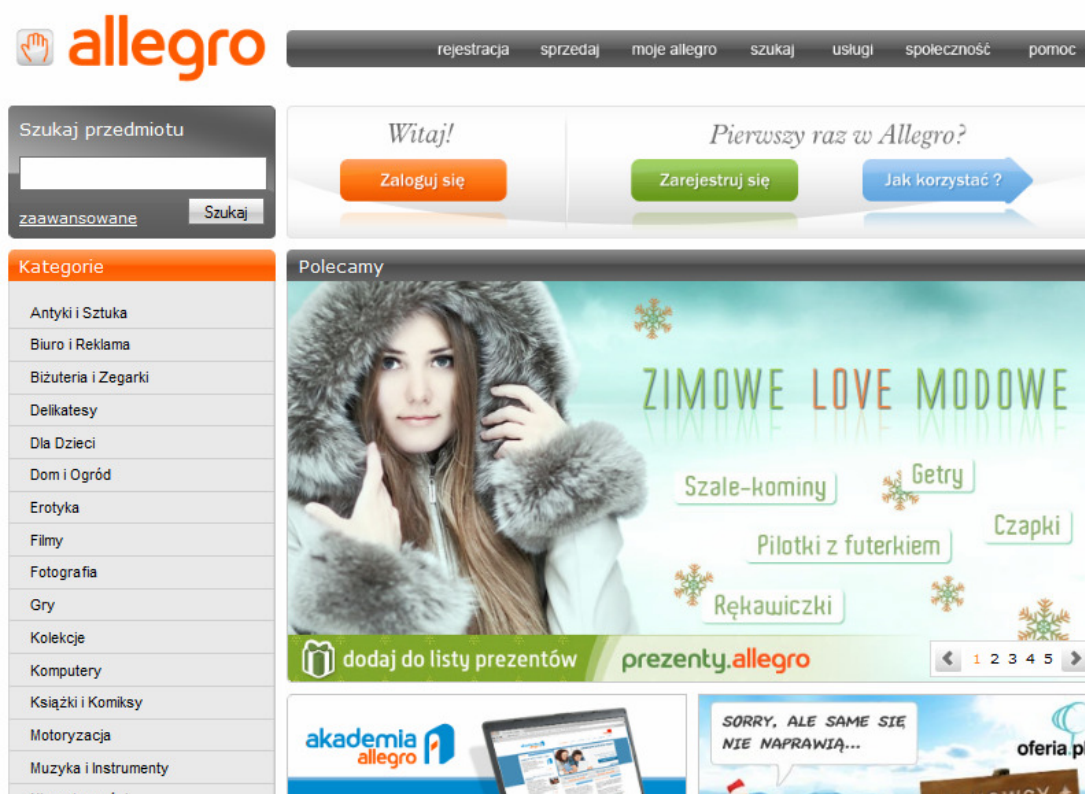 allegro
rejestracja sprzedaj moje allegro szukaj usługi społeczność pomoc
Szukaj przedmiotu
zaawansowane Szukaj
Witaj!
Zaloguj się
Pierwszy raz w Allegro?
Zarejestruj się Jak korzystać ?
Kategorie
Antyki i Sztuka
Biuro i Reklama
Biżuteria i Zegarki
Delikatesy
Dla Dzieci
Dom i Ogród
Erotyka
Filmy
Fotografia
Gry
Kolekcje
Komputery
Książki i Komiksy
Motoryzacja
Muzyka i Instrumenty
Polecamy
ZIMOWE LOVE MODOWE
Szale-kominy
Getry
Czapki
Pilotki z futerkiem
Rękawiczki
dodaj do listy prezentów prezenty.allegro
1 2 3 4 5
akademia
allegro
SORRY, ALE SAME SIĘ
NIE NAPRAWIĄ...
oferia.pl